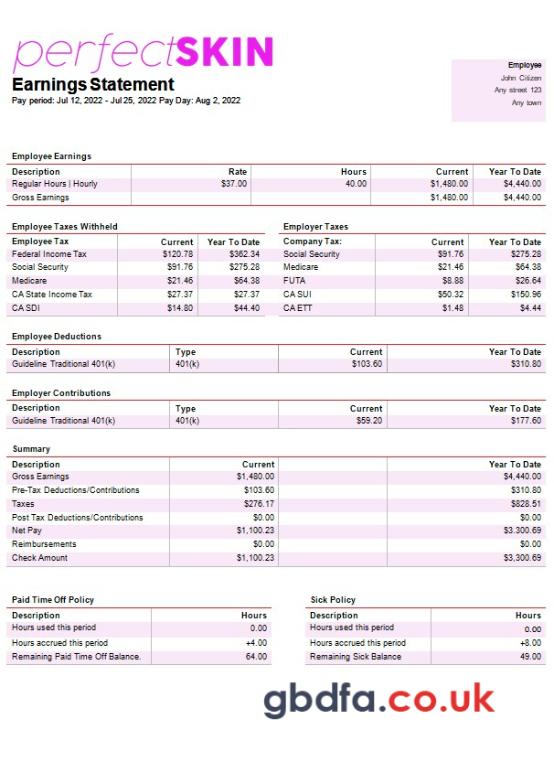 perfectSKIN
Earnings Statement
Pay period: Jul 12, 2022 - Jul 25, 2022 Pay Day: Aug 2, 2022
Employee
John Citizen
Any street 123
Any town
Employee Earnings
Description Rate Hours Current Year To Date
Regular Hours | Hourly $37.00 40.00 $1,480.00 $4,440.00
Gross Earnings $1,480.00 $4,440.00
Employee Taxes Withheld
Employee Tax Current Year To Date
Federal Income Tax $120.78 $362.34
Social Security $91.76 $275.28
Medicare $21.46 $64.38
CA State Income Tax $27.37 $27.37
CA SDI $14.80 $44.40
Employer Taxes
Company Tax: Current Year To Date
Social Security $91.76 $275.28
Medicare $21.46 $64.38
FUTA $8.88 $26.64
CA SUI $50.32 $150.96
CA ETT $1.48 $4.44
Employee Deductions
Description Type Current Year To Date
Guideline Traditional 401(k) 401(k) $103.60 $310.80
Employer Contributions
Description Type Current Year To Date
Guideline Traditional 401(k) 401(k) $59.20 $177.60
Summary
Description Current Year To Date
Gross Earnings $1,480.00 $4,440.00
Pre-Tax Deductions/Contributions $103.60 $310.80
Taxes $276.17 $828.51
Post Tax Deductions/Contributions $0.00 $0.00
Net Pay $1,100.23 $3.300.69
Reimbursements $0.00 $0.00
Check Amount $1,100.23 $3,300.69
Paid Time Off Policy
Description Hours
Hours used this period 0.00
Hours accrued this period +4.00
Remaining Paid Time Off Balance. 64.00
Sick Policy
Description Hours
Hours used this period 0.00
Hours accrued this period +8.00
Remaining Sick Balance 49.00
gbdfa.co.uk